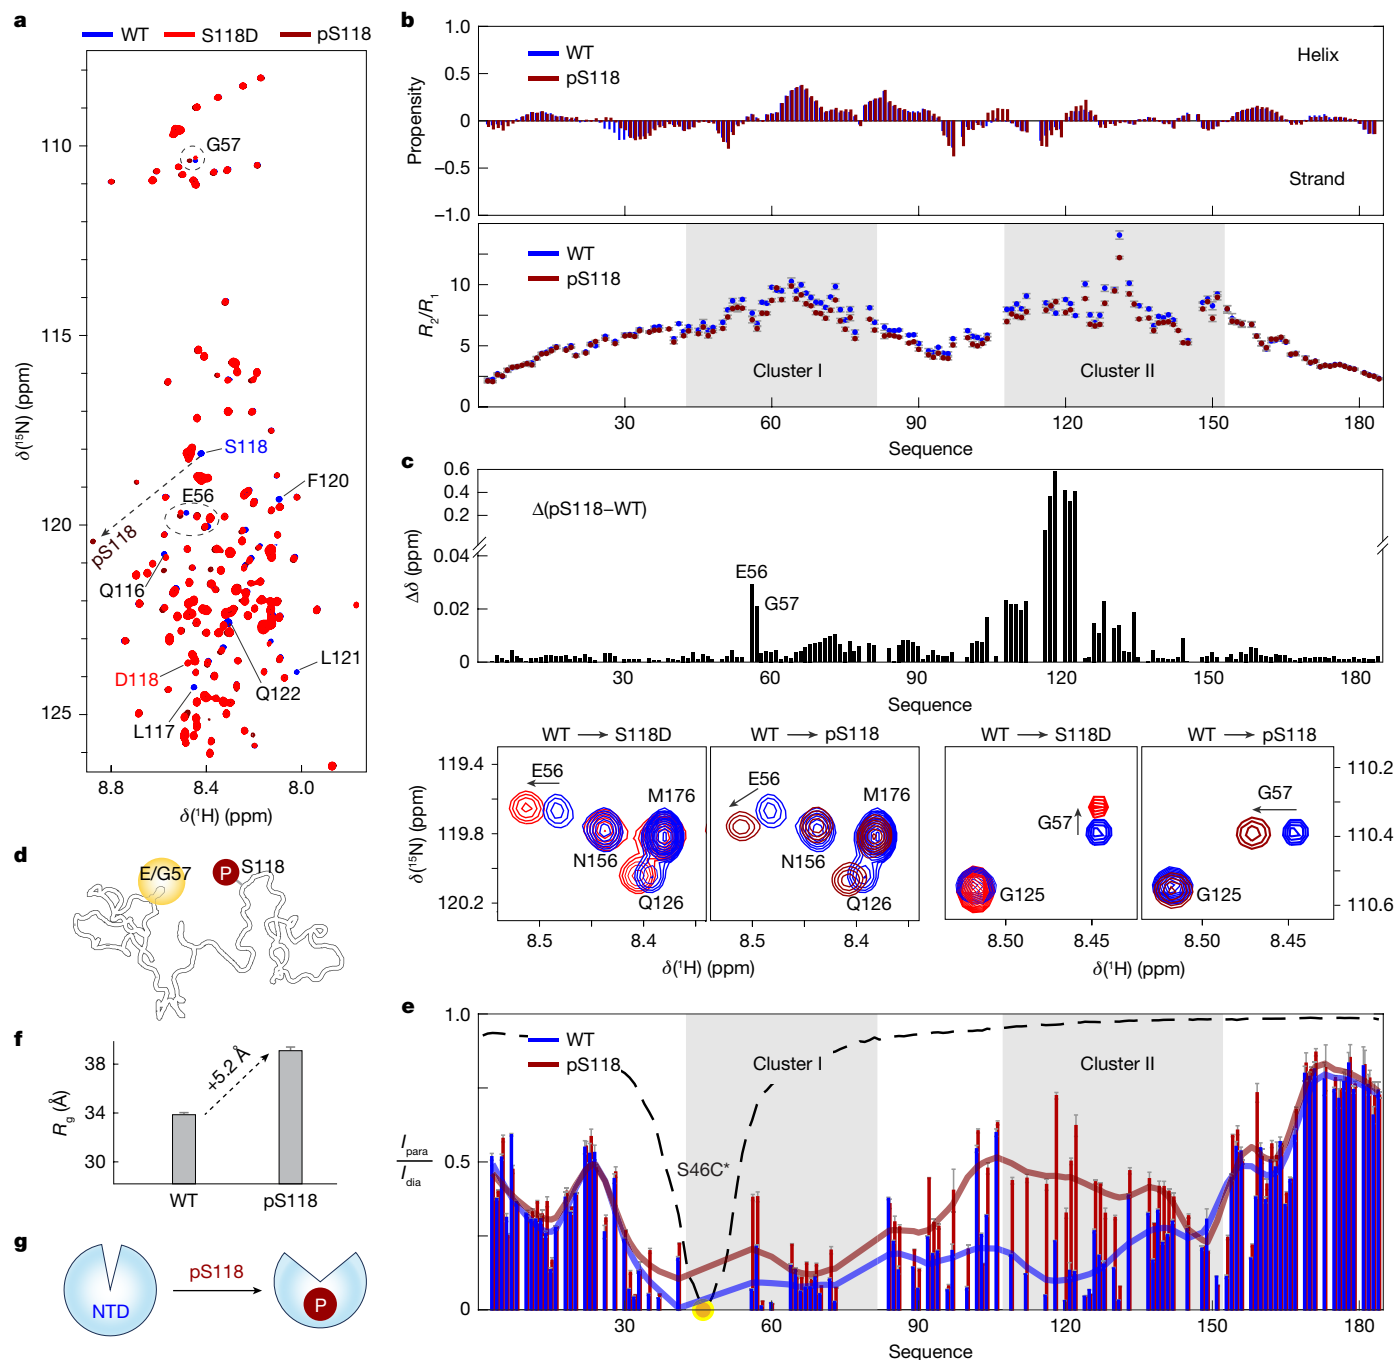 a
WT S118D pS118
G57
S118
F120
E56
pS118
Q116
D118
L121
Q122
L117
110
115
120
125
δ(¹⁵N) (ppm)
8.8 8.4 8.0
δ(¹H) (ppm)
b
1.0
0.5
0
−0.5
−1.0
Propensity
WT
pS118
Helix
Strand
WT
pS118
10
5
0
R₂/R₁
Cluster I
Cluster II
30 60 90 120 150 180
Sequence
c
0.6
0.4
0.2
0.04
0.02
0
Δδ (ppm)
Δ(pS118−WT)
E56
G57
30 60 90 120 150 180
Sequence
WT → S118D
WT → pS118
WT → S118D
WT → pS118
119.4
119.8
120.2
δ(¹⁵N) (ppm)
E56
M176
N156
Q126
E56
M176
N156
Q126
8.5 8.4
8.5 8.4
δ(¹H) (ppm)
G57
G125
G57
G125
110.2
110.4
110.6
8.50 8.45
8.50 8.45
δ(¹H) (ppm)
d
E/G57
P
S118
e
1.0
0.5
0
I para
I dia
WT
pS118
Cluster I
Cluster II
S46C*
30 60 90 120 150 180
Sequence
f
38
34
30
Rg (Å)
+5.2 Å
WT pS118
g
NTD
pS118
P